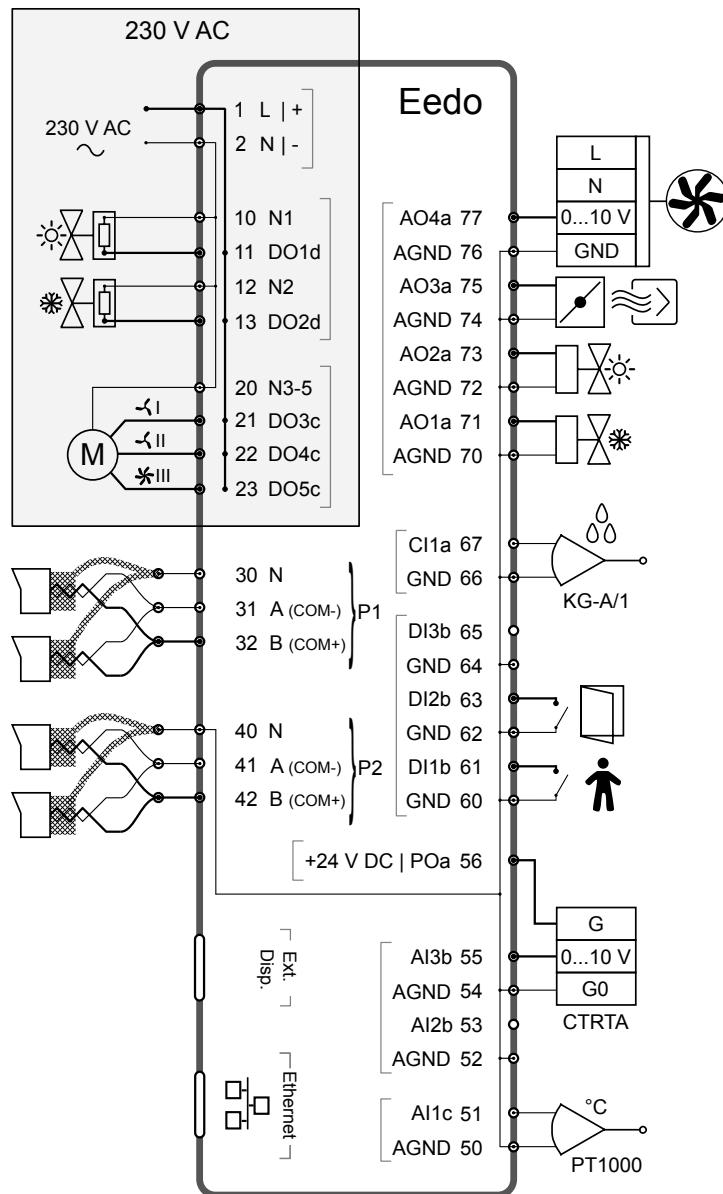 230 V AC
Eedo
230 V AC
1 L | +
2 N | -
10 N1
11 DO1d
12 N2
13 DO2d
20 N3-5
21 DO3c
22 DO4c
23 DO5c
I
II
III
M
30 N
31 A (COM-)
32 B (COM+)
P1
40 N
41 A (COM-)
42 B (COM+)
P2
Ext.
Disp.
Ethernet
AO4a 77
AGND 76
AO3a 75
AGND 74
AO2a 73
AGND 72
AO1a 71
AGND 70
CI1a 67
GND 66
DI3b 65
GND 64
DI2b 63
GND 62
DI1b 61
GND 60
+24 V DC | POa 56
AI3b 55
AGND 54
AI2b 53
AGND 52
AI1c 51
AGND 50
L
N
0...10 V
GND
KG-A/1
G
0...10 V
G0
CTRTA
°C
PT1000